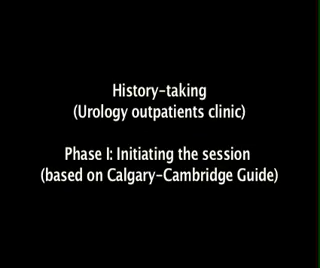 History-taking
(Urology outpatients clinic)
Phase I: Initiating the session
(based on Calgary-Cambridge Guide)